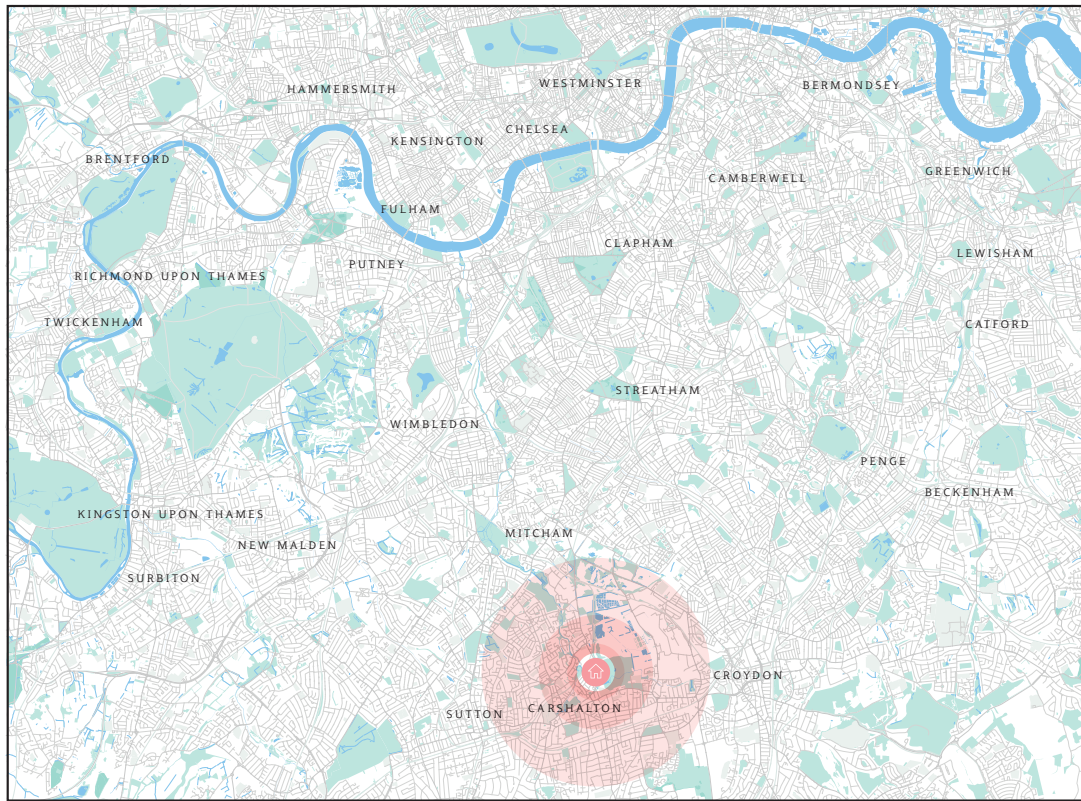 WESTMINSTER
BERMONDSEY
HAMMERSMITH
CHELSEA
KENSINGTON
BRENTFORD
GREENWICH
CAMBERWELL
FULHAM
CLAPHAM
LEWISHAM
PUTNEY
RICHMOND UPON THAMES
TWICKENHAM
CATFORD
STREATHAM
WIMBLEDON
PENGE
BECKENHAM
KINGSTON UPON THAMES
MITCHAM
NEW MALDEN
SURBITON
CROYDON
CARSHALTON
SUTTON